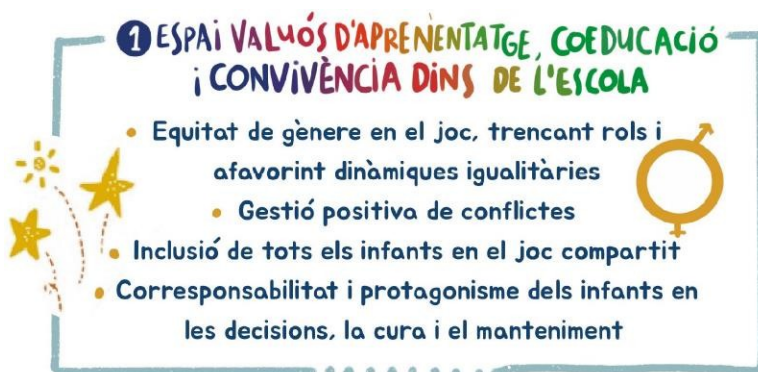 1 ESPAi VALUÓS D'APRENENTATGE, COEDUCACIÓ
i CONVIVÈNCIA DINS DE L'ESCOLA
• Equitat de gènere en el joc, trencant rols i
afavorint dinàmiques igualitàries
• Gestió positiva de conflictes
• Inclusió de tots els infants en el joc compartit
• Corresponsabilitat i protagonisme dels infants en
les decisions, la cura i el manteniment